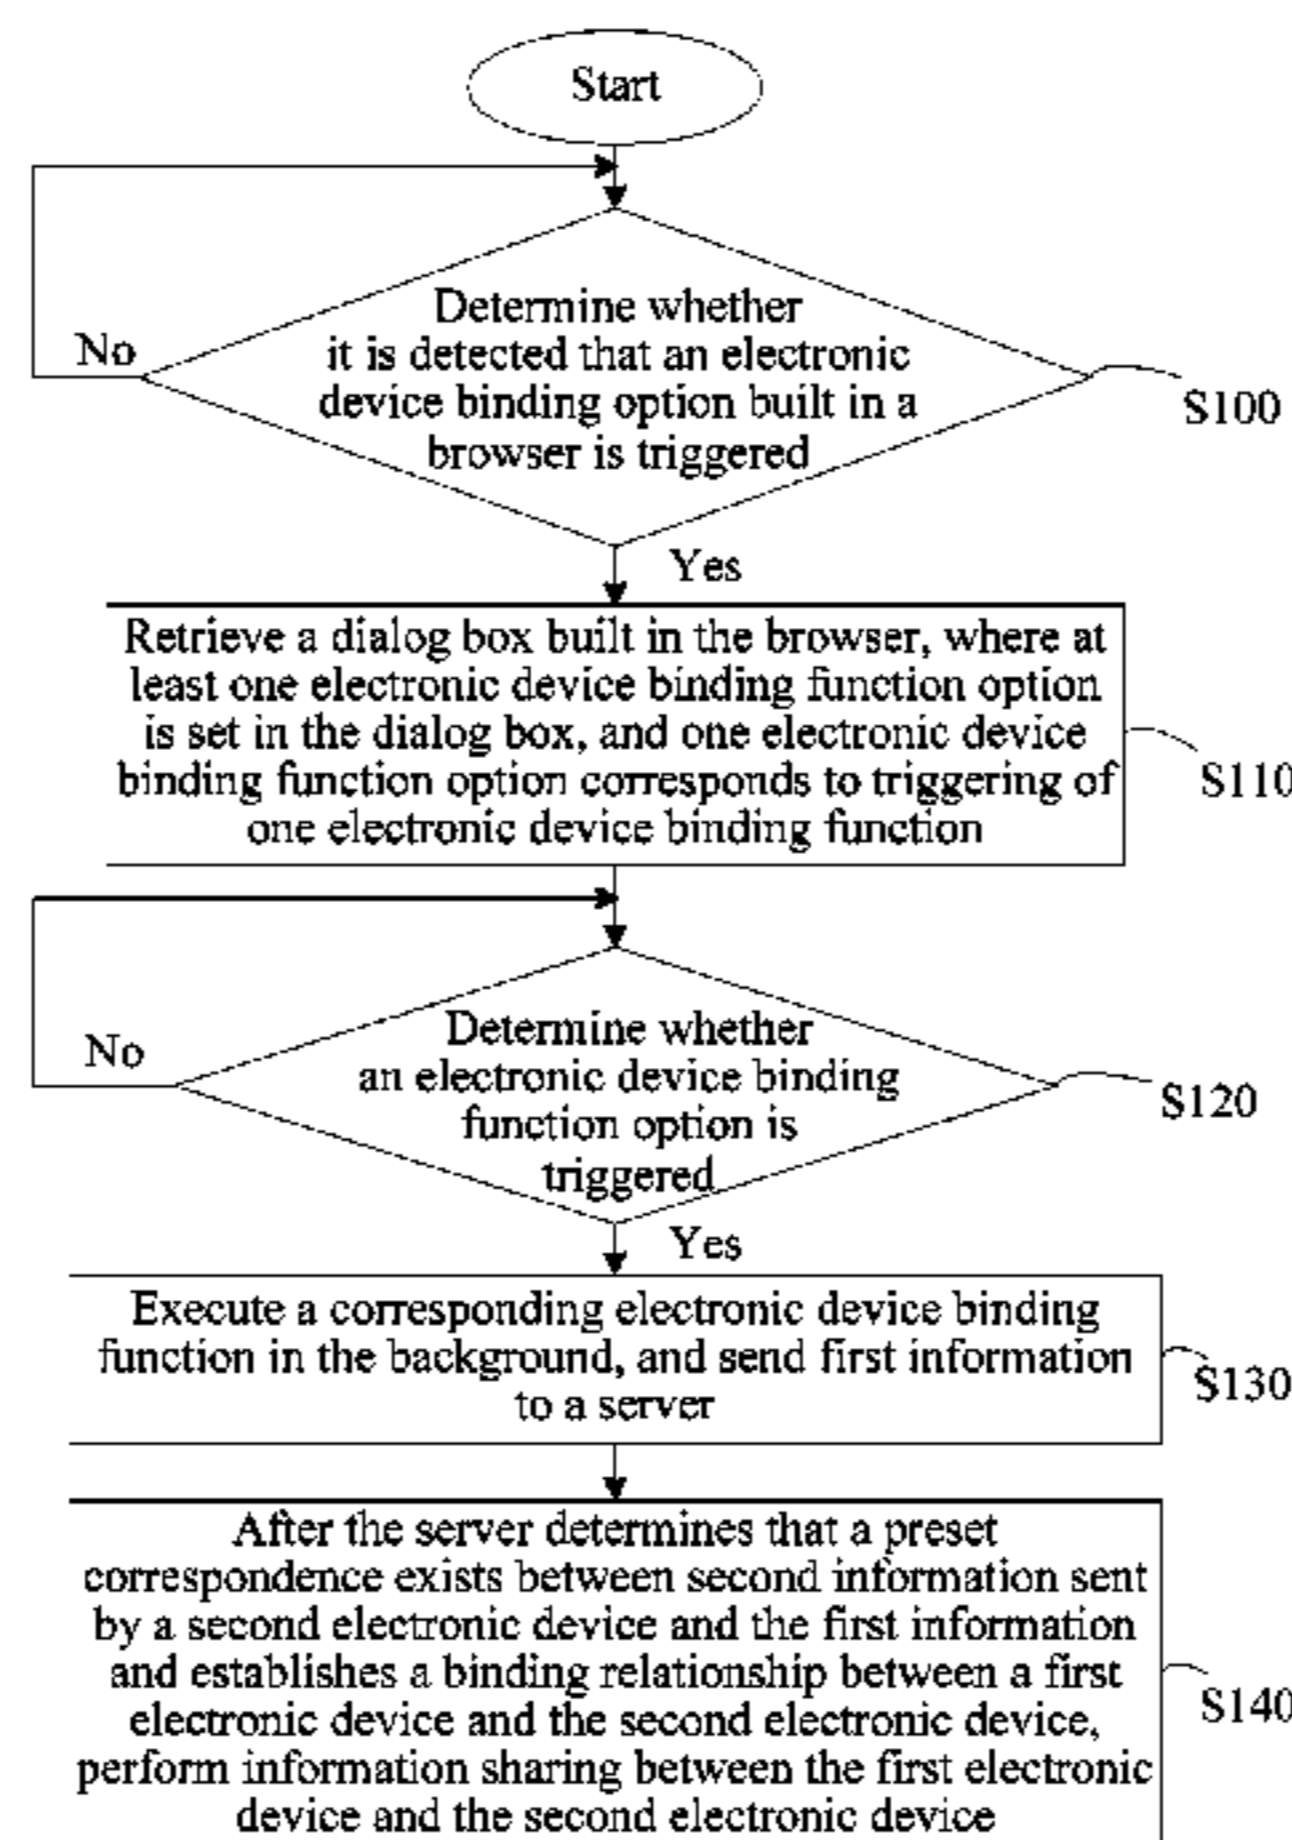 Start
Determine whether
it is detected that an electronic
device binding option built in a
browser is triggered
No
S100
Yes
Retrieve a dialog box built in the browser, where at
least one electronic device binding function option
is set in the dialog box, and one electronic device
binding function option corresponds to triggering of
one electronic device binding function
S110
Determine whether
an electronic device binding
function option is
triggered
No
S120
Yes
Execute a corresponding electronic device binding
function in the background, and send first information
to a server
S130
After the server determines that a preset
correspondence exists between second information sent
by a second electronic device and the first information
and establishes a binding relationship between a first
electronic device and the second electronic device,
perform information sharing between the first electronic
device and the second electronic device
S140